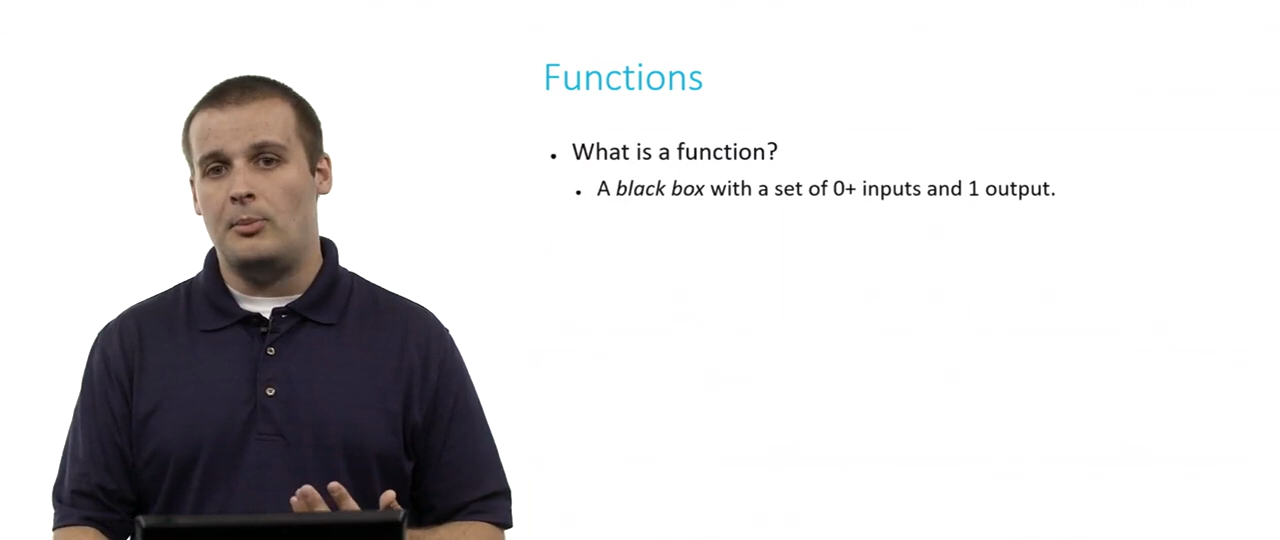 Functions
What is a function?
A black box with a set of 0+ inputs and 1 output.